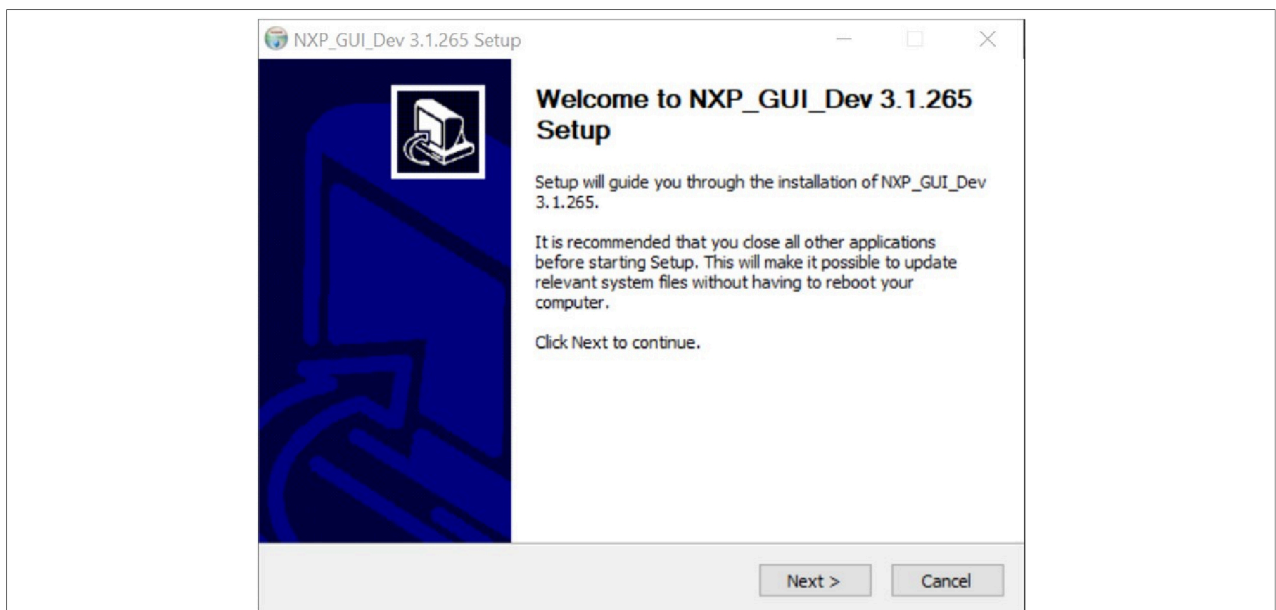 NXP_GUI_Dev 3.1.265 Setup
Welcome to NXP_GUI_Dev 3.1.265
Setup
Setup will guide you through the installation of NXP_GUI_Dev
3.1.265.
It is recommended that you close all other applications
before starting Setup. This will make it possible to update
relevant system files without having to reboot your
computer.
Click Next to continue.
Next >
Cancel